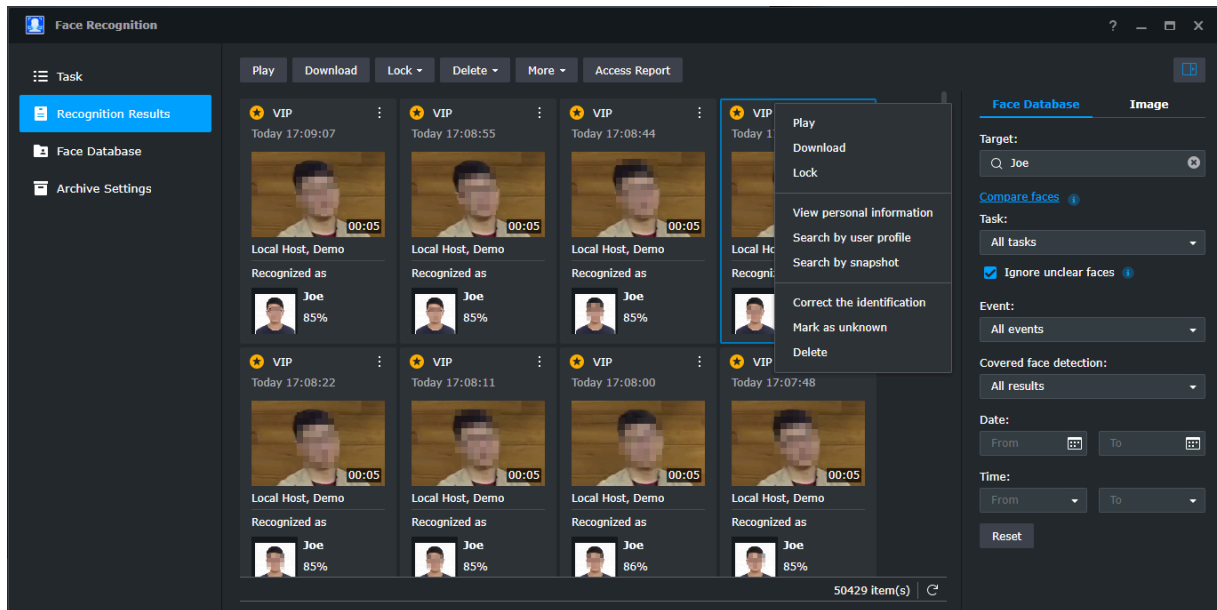 Face Recognition
?
Task
Recognition Results
Face Database
Archive Settings
Play Download Lock Delete More Access Report
VIP VIP VIP VIP
Today 17:09:07 Today 17:08:55 Today 17:08:44 Today
00:05 00:05 00:05
Local Host, Demo Local Host, Demo Local Host, Demo Local
Recognized as Recognized as Recognized as
Joe Joe Joe
85% 85% 85%
Play
Download
Lock
View personal information
Search by user profile
Search by snapshot
Correct the identification
Mark as unknown
Delete
VIP VIP VIP VIP
Today 17:08:22 Today 17:08:11 Today 17:08:00 Today 17:07:48
00:05 00:05 00:05 00:05
Local Host, Demo Local Host, Demo Local Host, Demo Local Host, Demo
Recognized as Recognized as Recognized as Recognized as
Joe Joe Joe Joe
85% 85% 86% 85%
50429 item(s)
Face Database Image
Target:
Joe
Compare faces
Task:
All tasks
Ignore unclear faces
Event:
All events
Covered face detection:
All results
Date:
From To
Time:
From To
Reset